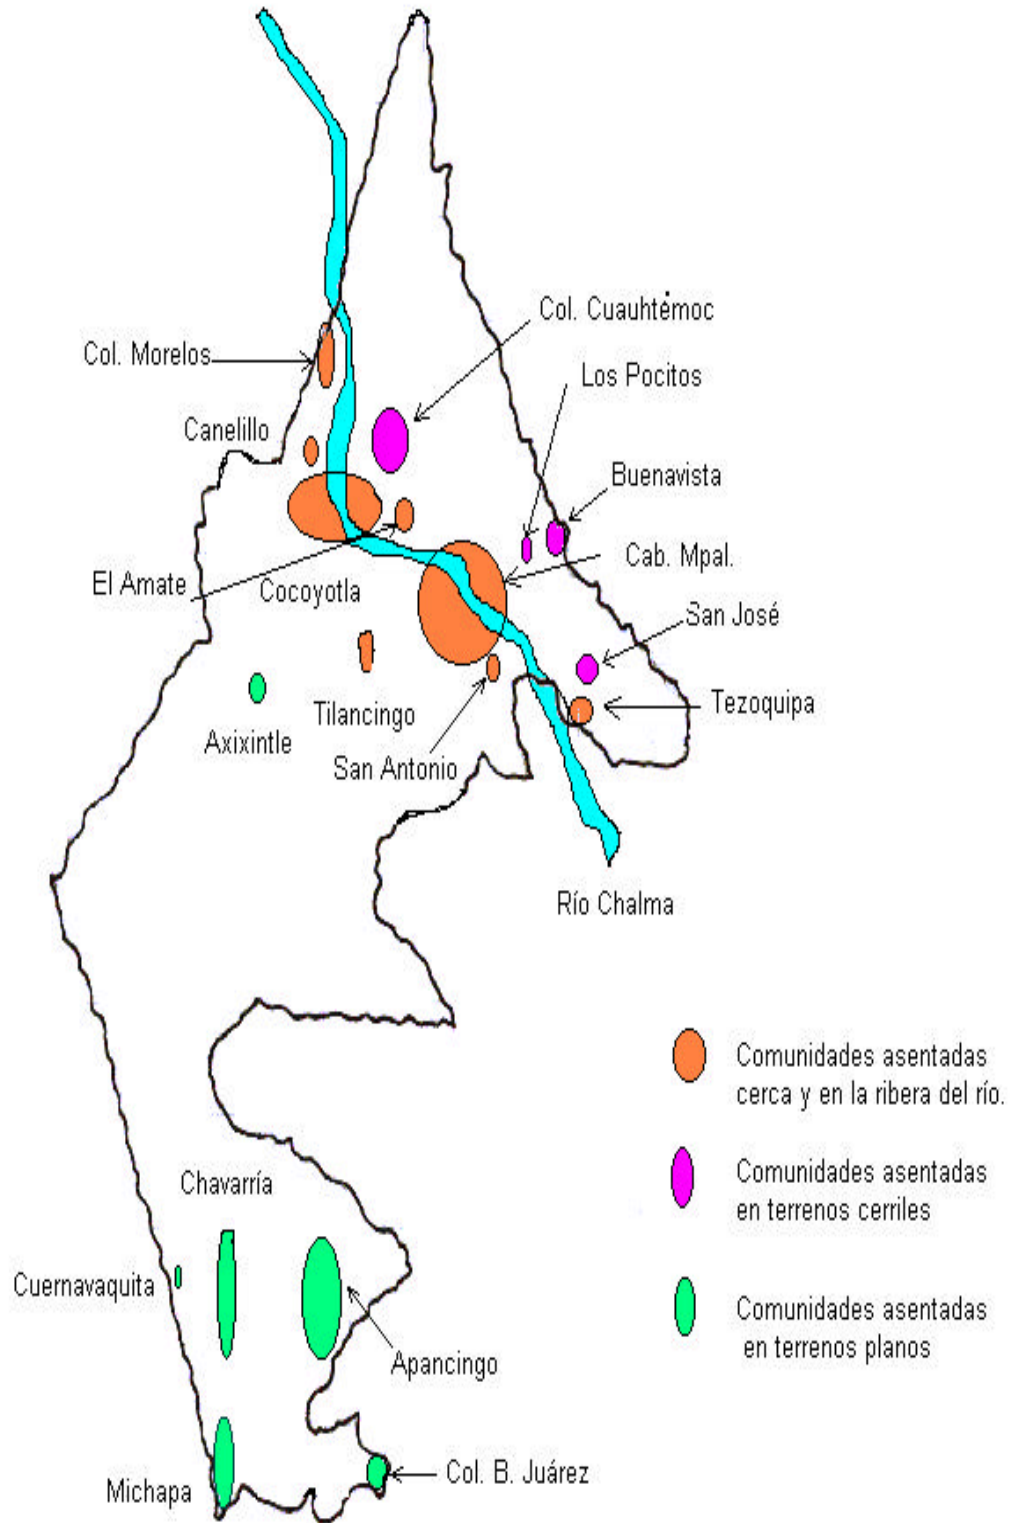 Col. Cuauhtémoc
Col. Morelos
Los Pocitos
Canelillo
Buenavista
Cab. Mpal.
El Amate
Cocoyotla
San José
Tezoquipa
Tilancingo
Axixintle
San Antonio
Río Chalma
Comunidades asentadas
cerca y en la ribera del río.
Comunidades asentadas
en terrenos cerriles
Chavarría
Cuernavaquita
Comunidades asentadas
en terrenos planos
Apancingo
Col. B. Juárez
Michapa